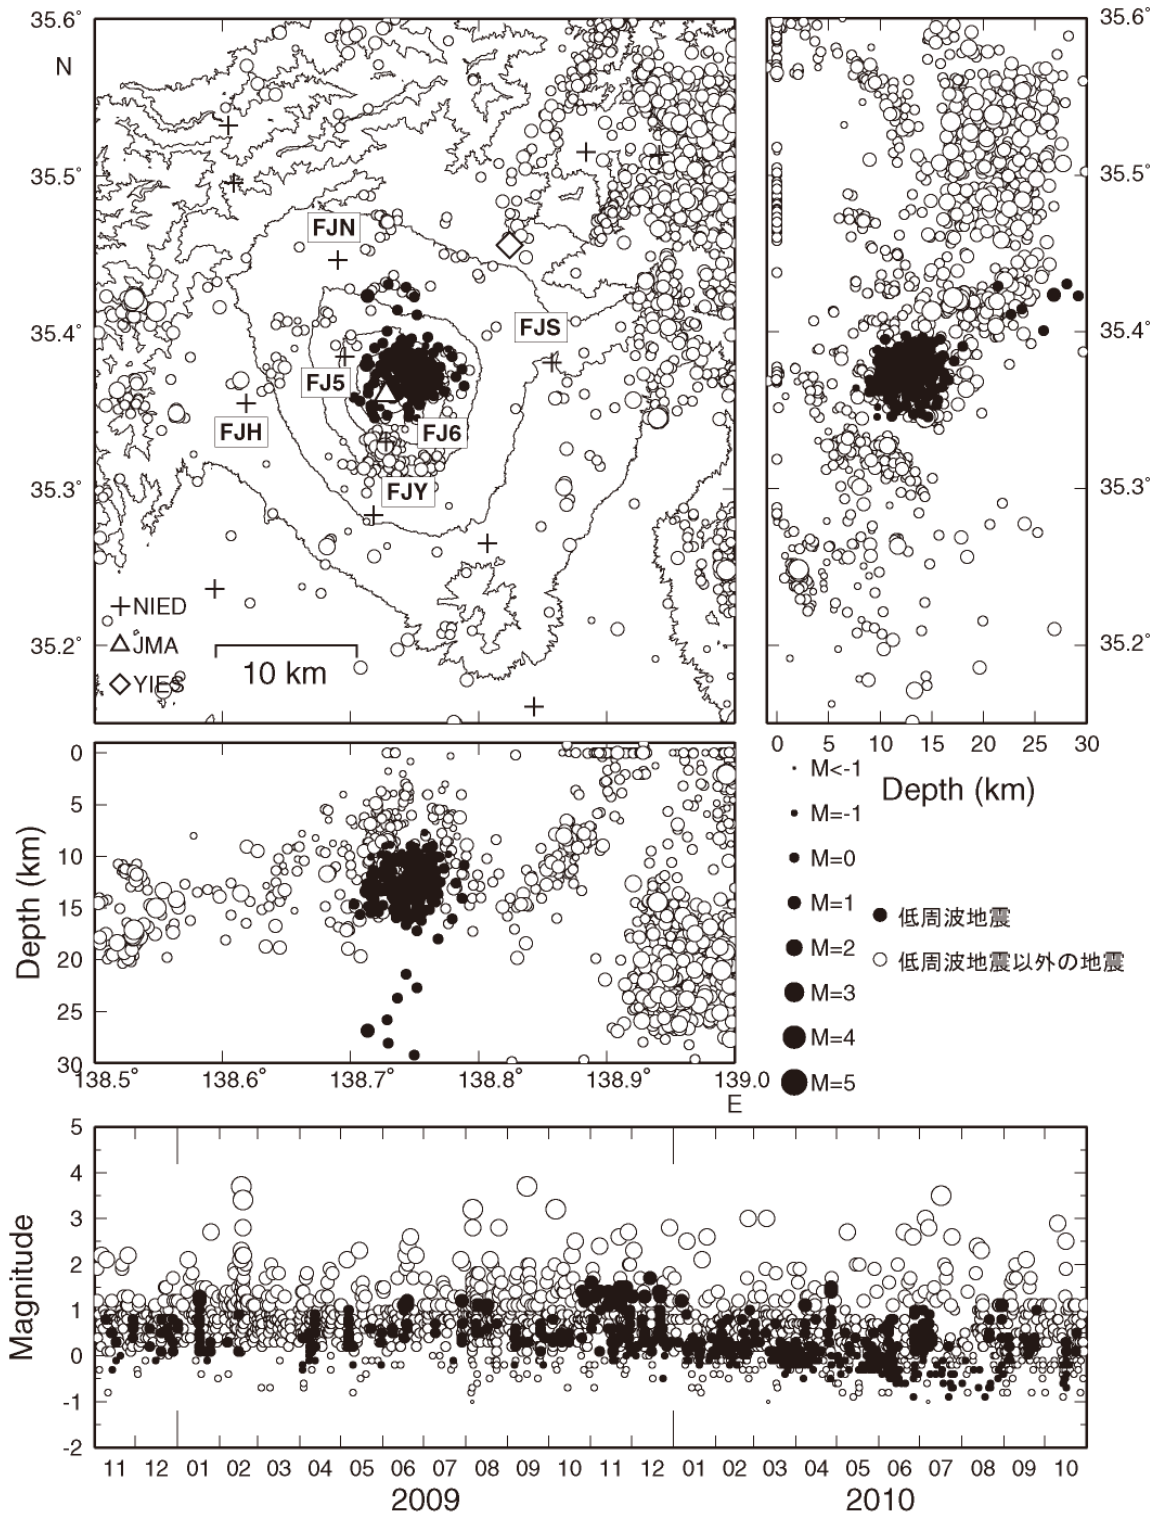 35.6°
N
35.5°
35.4°
35.3°
35.2°
FJN
FJS
FJ5
FJH
FJ6
FJY
NIED
JMA
YIES
10 km
35.6°
35.5°
35.4°
35.3°
35.2°
0 5 10 15 20 25 30
Depth (km)
0
5
10
15
20
25
30
Depth (km)
138.5° 138.6° 138.7° 138.8° 138.9° 139.0
E
M<-1
M=-1
M=0
M=1
M=2
M=3
M=4
M=5
低周波地震
低周波地震以外の地震
5
4
3
2
1
0
-1
-2
Magnitude
11 12 01 02 03 04 05 06 07 08 09 10 11 12 01 02 03 04 05 06 07 08 09 10
2009 2010